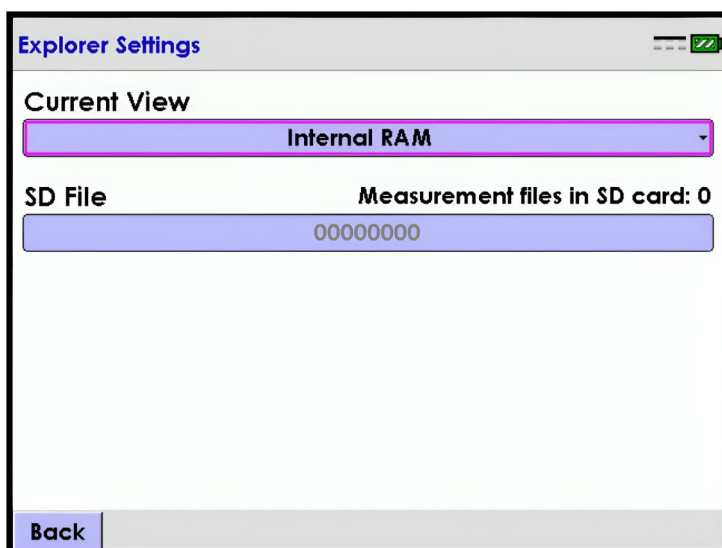 Explorer Settings
Current View
Internal RAM
SD File Measurement files in SD card: 0
00000000
Back